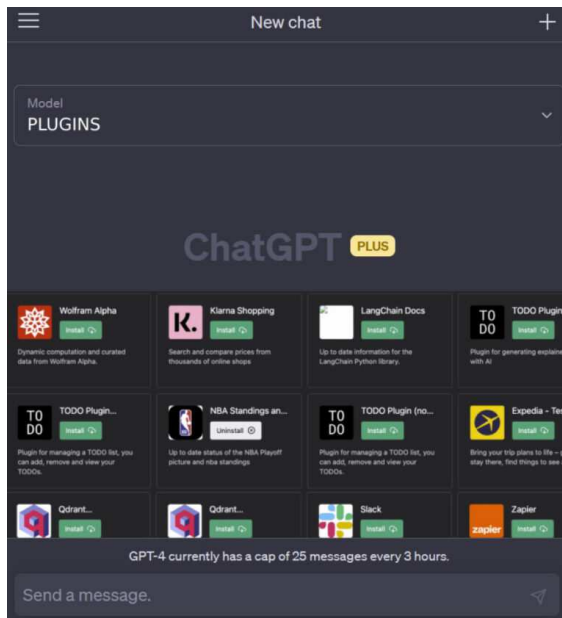 New chat
Model
PLUGINS
ChatGPT PLUS
Wolfram Alpha
Install
Dynamic computation and curated
data from Wolfram Alpha.
K.
Klarna Shopping
Install
Search and compare prices from
thousands of online shops
LangChain Docs
Install
Up to date information for the
LangChain Python library.
TO
DO
TODO Plugin
Install
Plugin for generating explaine
with AI
TO
DO
TODO Plugin...
Install
Plugin for managing a TODO list, you
can add, remove and view your
TODOs.
NBA Standings an...
Uninstall
Up to date status of the NBA Playoff
picture and nba standings
TO
DO
TODO Plugin (no...
Install
Plugin for managing a TODO list, you
can add, remove and view your
TODOs.
Expedia - Tes
Install
Bring your trip plans to life – g
stay there, find things to see
Qdrant...
Install
Qdrant...
Install
Slack
Install
zapier
Zapier
Install
GPT-4 currently has a cap of 25 messages every 3 hours.
Send a message.